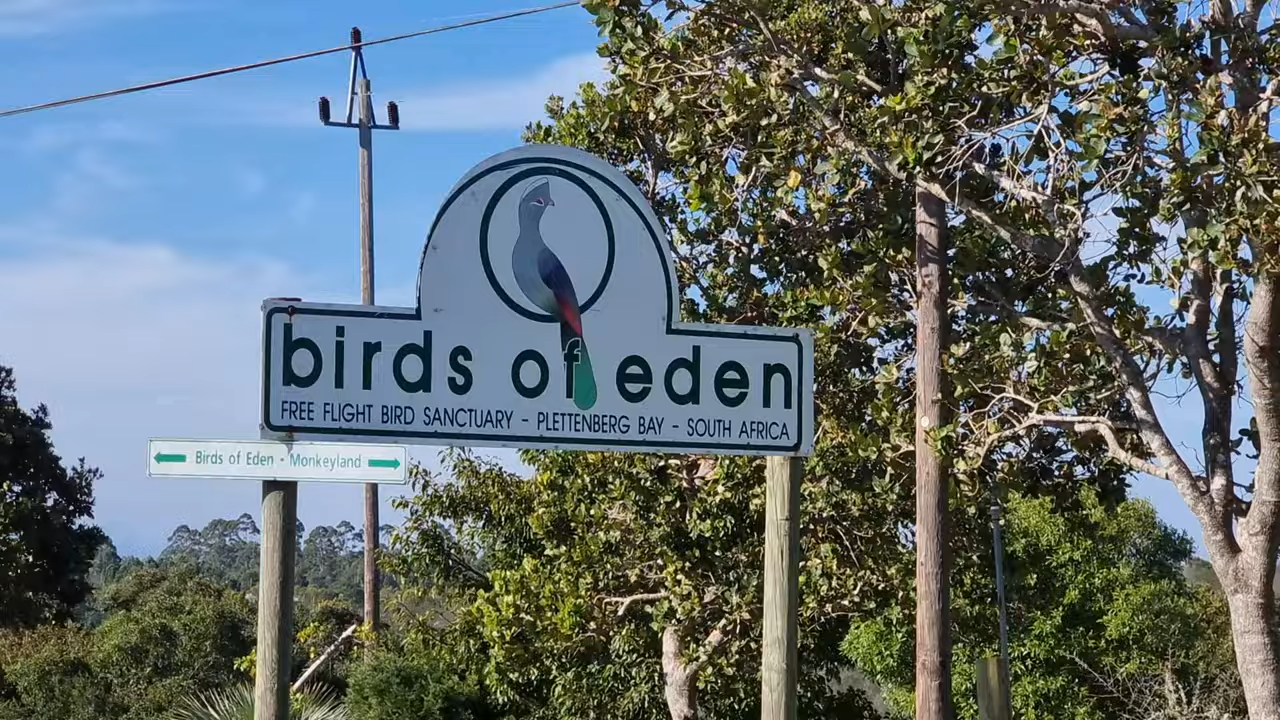 birds of eden
FREE FLIGHT BIRD SANCTUARY - PLETTENBERG BAY - SOUTH AFRICA
Birds of Eden - Monkeyland